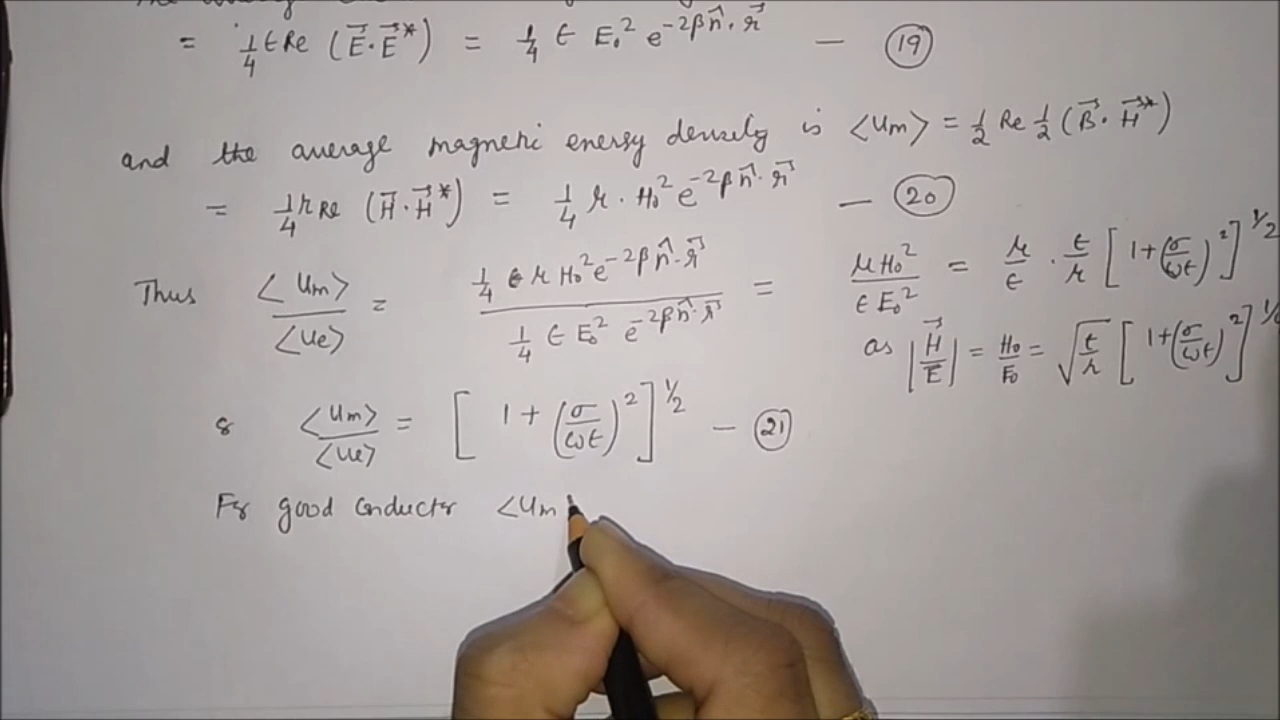 the average
= 1/4 ϵ Re (E⃗·E⃗*) = 1/4 ϵ E₀² e^(-2β n⃗·r⃗) — (19)
and the average magnetic energy density is <Um> = 1/2 Re 1/2 (B⃗·H⃗*)
= 1/4 μ Re (H⃗·H⃗*) = 1/4 μ · H₀² e^(-2β n⃗·r⃗) — (20)
Thus <Um>/<Ue> = (1/4 μ H₀² e^(-2β n̂·r⃗))/(1/4 ϵ E₀² e^(-2β n̂·r⃗)) = μH₀²/ϵE₀² = μ/ϵ · ϵ/μ [1+(σ/ωϵ)²]^(1/2)
as |H⃗/E| = H₀/E₀ = √(ϵ/μ) [1+(σ/ωϵ)²]^(1/
or <Um>/<Ue> = [1+(σ/ωϵ)²]^(1/2) — (21)
For good conductor <Um